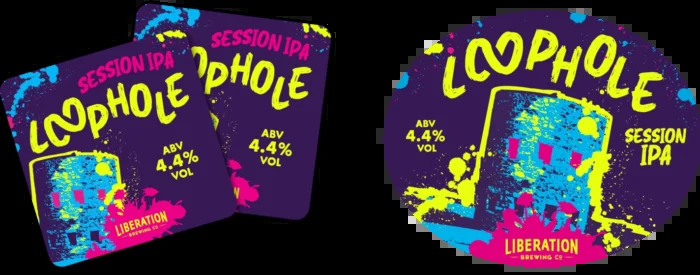 SESSION IPA
LOOPHOLE
ABV
4.4%
VOL
LIBERATION
BREWING CO
SESSION IPA
OPHOLE
ABV
4.4%
VOL
LOOPHOLE
ABV
4.4%
VOL
SESSION
IPA
LIBERATION
BREWING CO